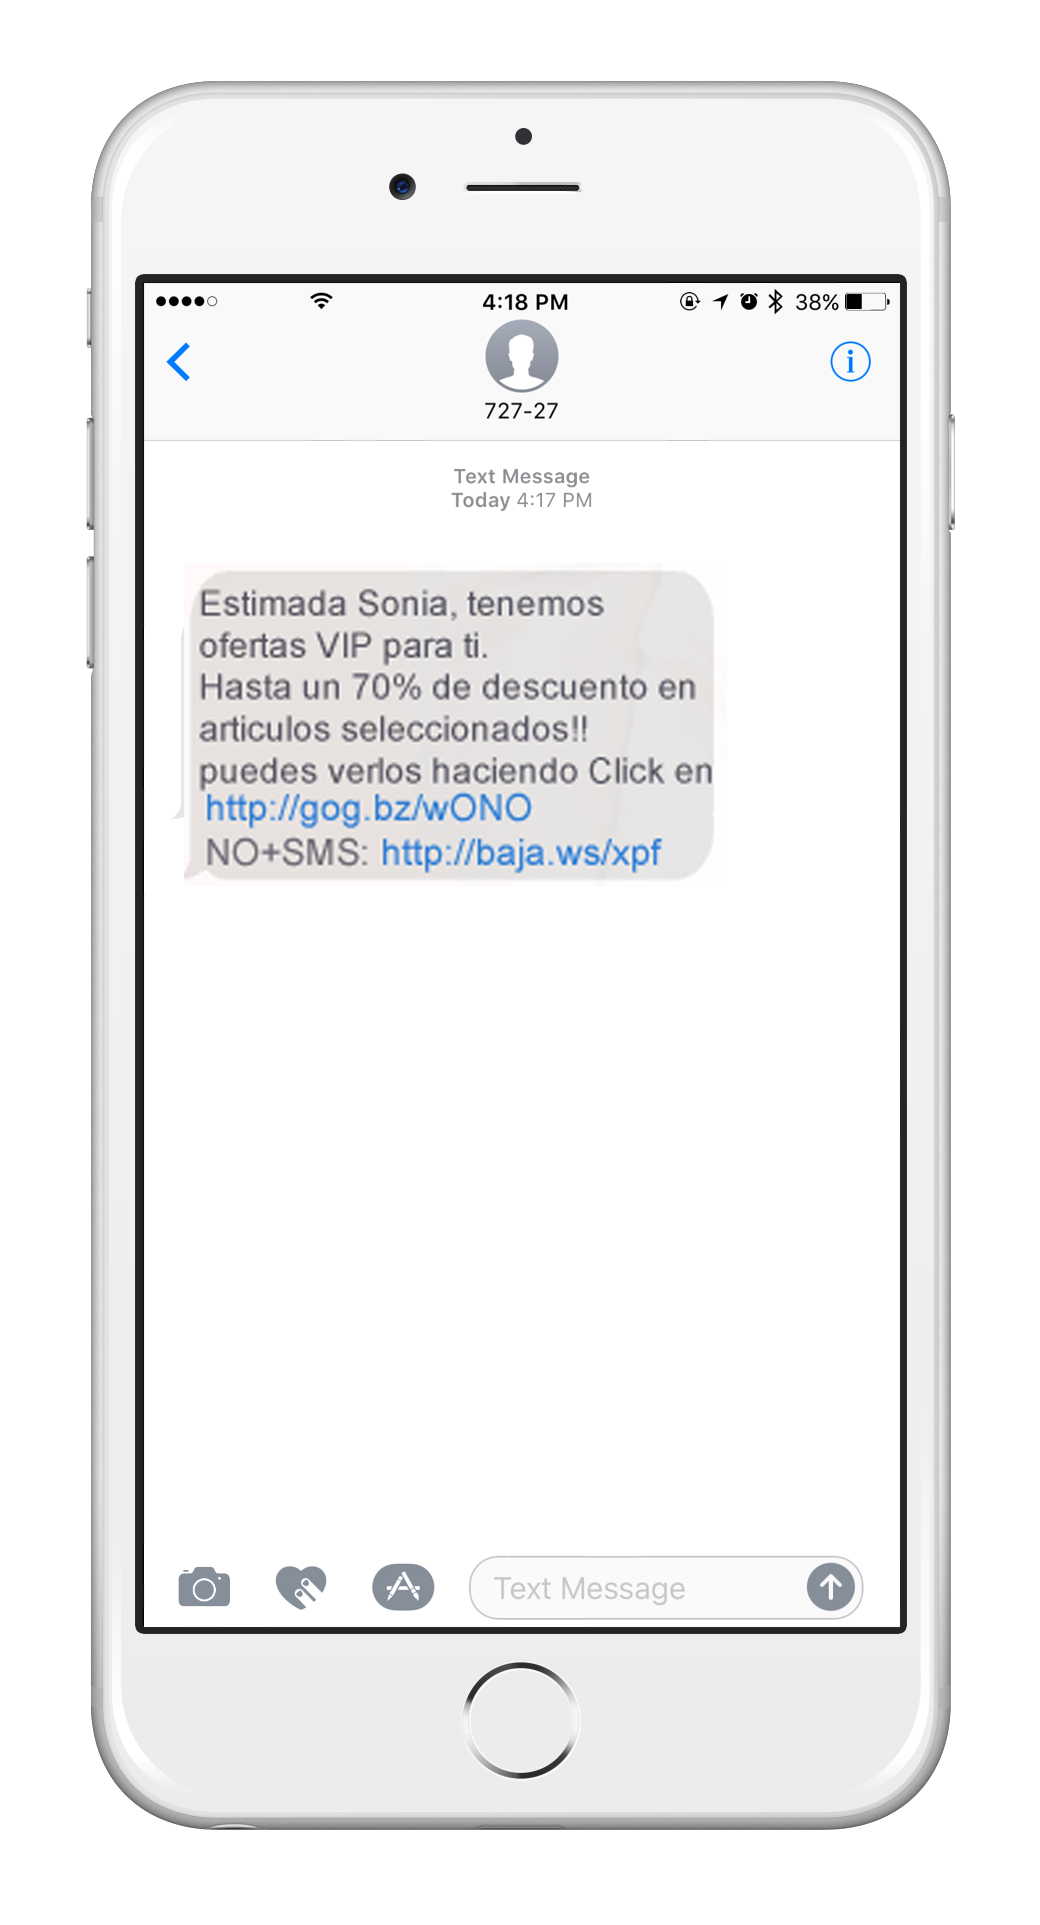 4:18 PM
38%
727-27
Text Message
Today 4:17 PM
Estimada Sonia, tenemos
ofertas VIP para ti.
Hasta un 70% de descuento en
articulos seleccionados!!
puedes verlos haciendo Click en
http://gog.bz/wONO
NO+SMS: http://baja.ws/xpf
Text Message